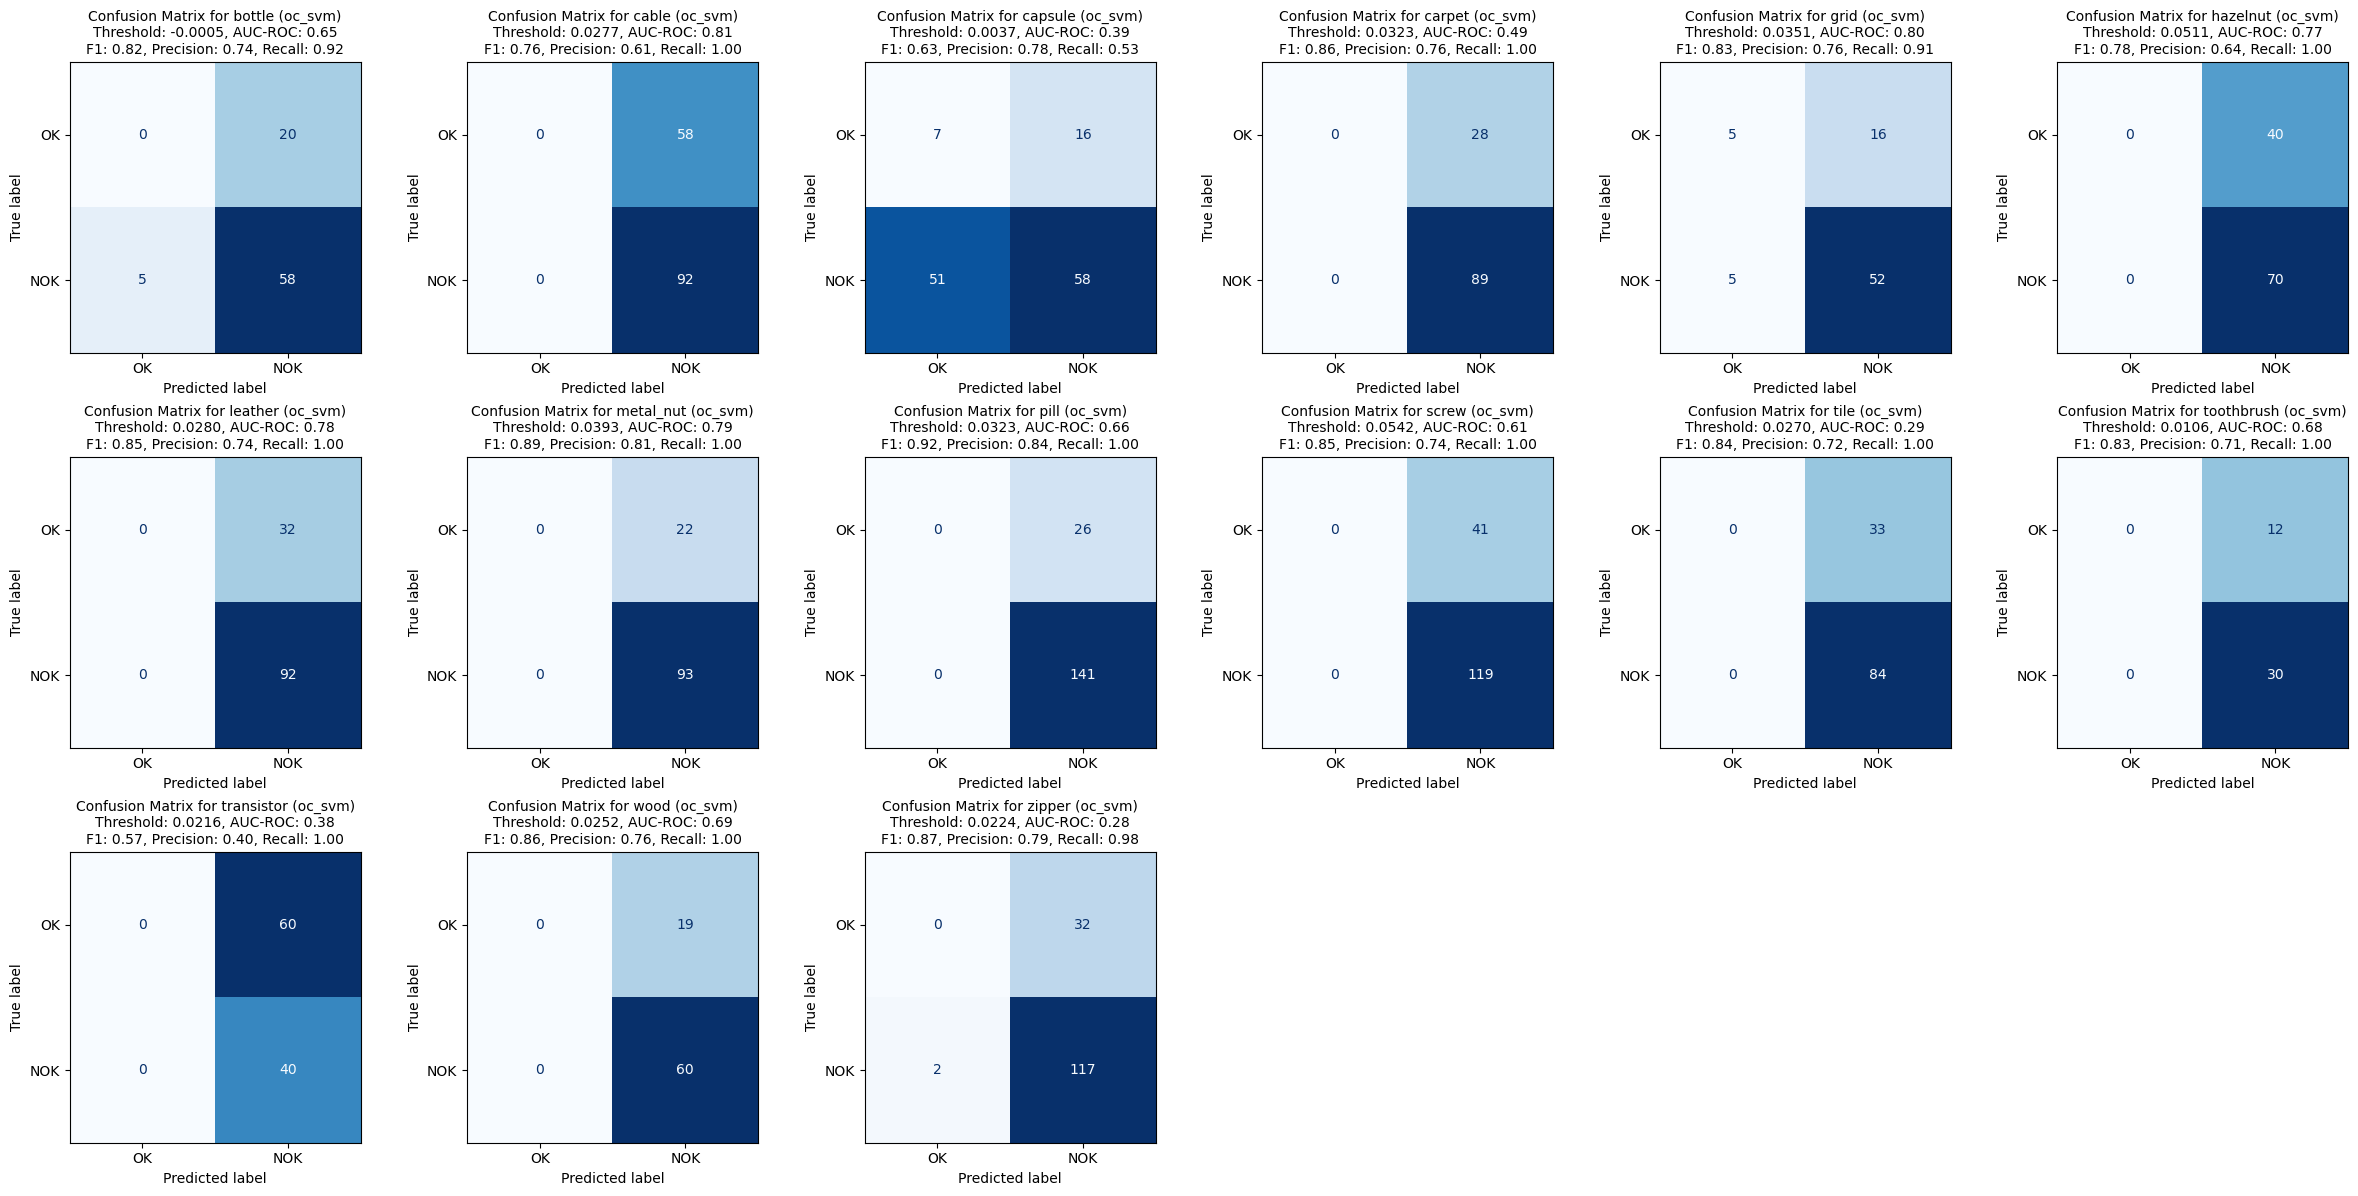 Confusion Matrix for bottle (oc_svm)
Threshold: -0.0005, AUC-ROC: 0.65
F1: 0.82, Precision: 0.74, Recall: 0.92
True label
OK
0
20
NOK
5
58
OK
NOK
Predicted label
Confusion Matrix for cable (oc_svm)
Threshold: 0.0277, AUC-ROC: 0.81
F1: 0.76, Precision: 0.61, Recall: 1.00
True label
OK
0
58
NOK
0
92
OK
NOK
Predicted label
Confusion Matrix for capsule (oc_svm)
Threshold: 0.0037, AUC-ROC: 0.39
F1: 0.63, Precision: 0.78, Recall: 0.53
True label
OK
7
16
NOK
51
58
OK
NOK
Predicted label
Confusion Matrix for carpet (oc_svm)
Threshold: 0.0323, AUC-ROC: 0.49
F1: 0.86, Precision: 0.76, Recall: 1.00
True label
OK
0
28
NOK
0
89
OK
NOK
Predicted label
Confusion Matrix for grid (oc_svm)
Threshold: 0.0351, AUC-ROC: 0.80
F1: 0.83, Precision: 0.76, Recall: 0.91
True label
OK
5
16
NOK
5
52
OK
NOK
Predicted label
Confusion Matrix for hazelnut (oc_svm)
Threshold: 0.0511, AUC-ROC: 0.77
F1: 0.78, Precision: 0.64, Recall: 1.00
True label
OK
0
40
NOK
0
70
OK
NOK
Predicted label
Confusion Matrix for leather (oc_svm)
Threshold: 0.0280, AUC-ROC: 0.78
F1: 0.85, Precision: 0.74, Recall: 1.00
True label
OK
0
32
NOK
0
92
OK
NOK
Predicted label
Confusion Matrix for metal_nut (oc_svm)
Threshold: 0.0393, AUC-ROC: 0.79
F1: 0.89, Precision: 0.81, Recall: 1.00
True label
OK
0
22
NOK
0
93
OK
NOK
Predicted label
Confusion Matrix for pill (oc_svm)
Threshold: 0.0323, AUC-ROC: 0.66
F1: 0.92, Precision: 0.84, Recall: 1.00
True label
OK
0
26
NOK
0
141
OK
NOK
Predicted label
Confusion Matrix for screw (oc_svm)
Threshold: 0.0542, AUC-ROC: 0.61
F1: 0.85, Precision: 0.74, Recall: 1.00
True label
OK
0
41
NOK
0
119
OK
NOK
Predicted label
Confusion Matrix for tile (oc_svm)
Threshold: 0.0270, AUC-ROC: 0.29
F1: 0.84, Precision: 0.72, Recall: 1.00
True label
OK
0
33
NOK
0
84
OK
NOK
Predicted label
Confusion Matrix for toothbrush (oc_svm)
Threshold: 0.0106, AUC-ROC: 0.68
F1: 0.83, Precision: 0.71, Recall: 1.00
True label
OK
0
12
NOK
0
30
OK
NOK
Predicted label
Confusion Matrix for transistor (oc_svm)
Threshold: 0.0216, AUC-ROC: 0.38
F1: 0.57, Precision: 0.40, Recall: 1.00
True label
OK
0
60
NOK
0
40
OK
NOK
Predicted label
Confusion Matrix for wood (oc_svm)
Threshold: 0.0252, AUC-ROC: 0.69
F1: 0.86, Precision: 0.76, Recall: 1.00
True label
OK
0
19
NOK
0
60
OK
NOK
Predicted label
Confusion Matrix for zipper (oc_svm)
Threshold: 0.0224, AUC-ROC: 0.28
F1: 0.87, Precision: 0.79, Recall: 0.98
True label
OK
0
32
NOK
2
117
OK
NOK
Predicted label